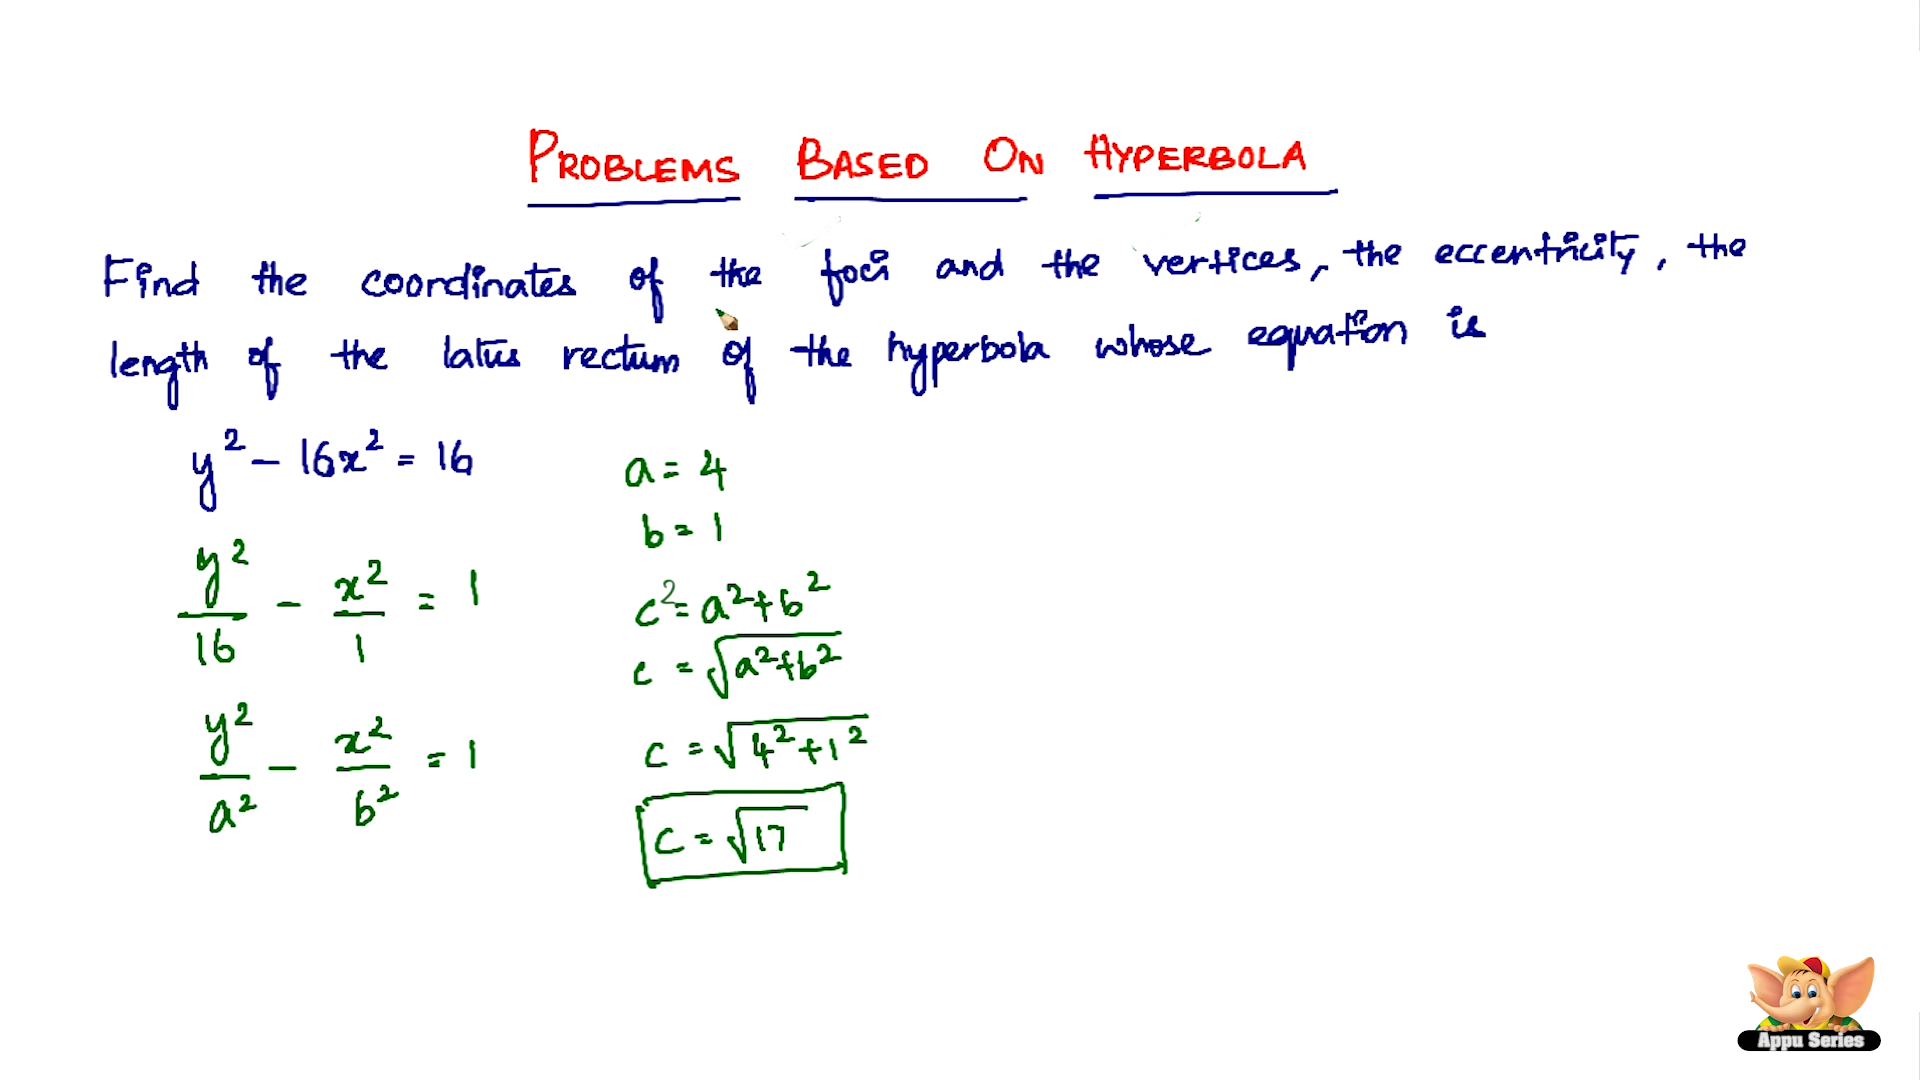 PROBLEMS BASED ON HYPERBOLA
Find the coordinates of the foci and the vertices, the eccentricity, the
length of the latus rectum of the hyperbola whose equation is
y² - 16x² = 16
y²/16 - x²/1 = 1
y²/a² - x²/b² = 1
a = 4
b = 1
c² = a² + b²
c = √(a² + b²)
c = √(4² + 1²)
c = √17
Appu Series